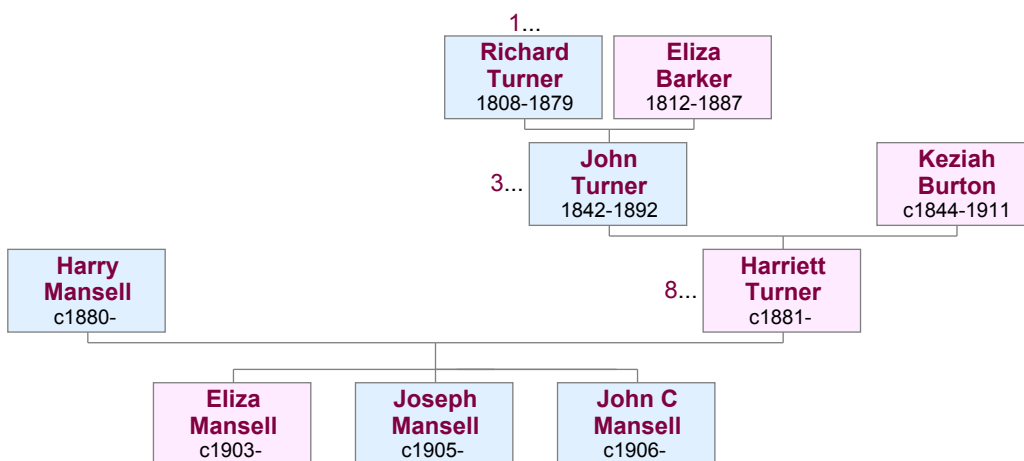 1...
Richard
Turner
1808-1879
Eliza
Barker
1812-1887
3...
John
Turner
1842-1892
Keziah
Burton
c1844-1911
Harry
Mansell
c1880-
8...
Harriett
Turner
c1881-
Eliza
Mansell
c1903-
Joseph
Mansell
c1905-
John C
Mansell
c1906-